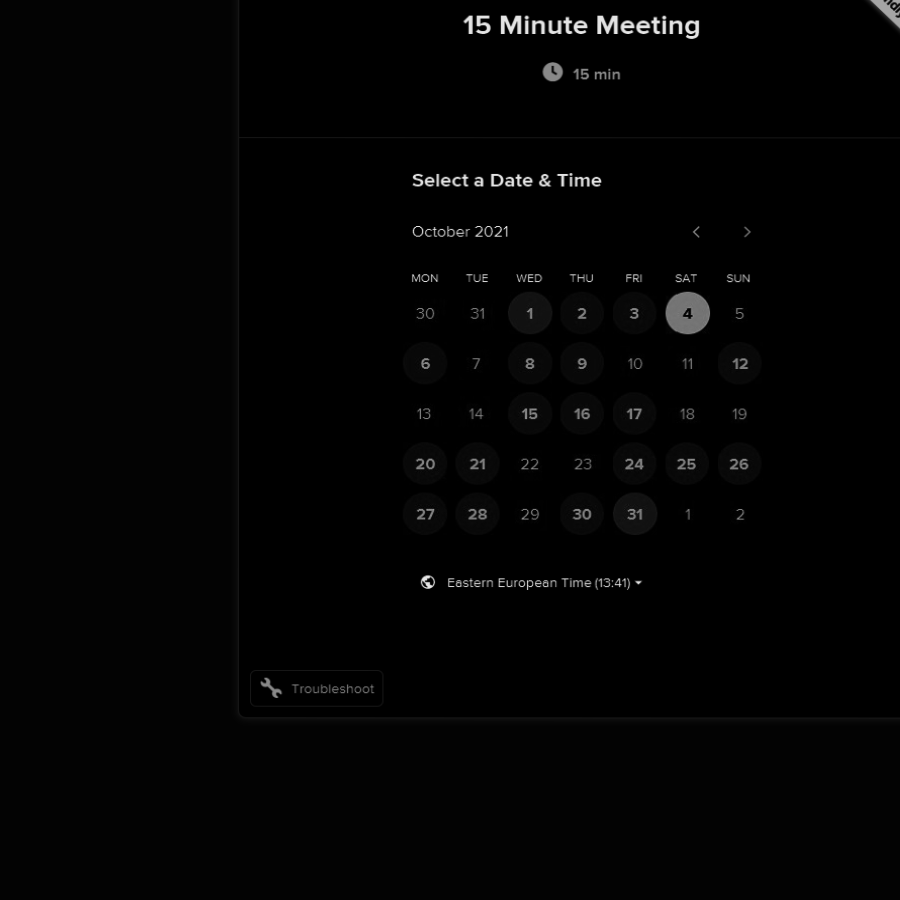 15 Minute Meeting
15 min
Select a Date & Time
October 2021
MON TUE WED THU FRI SAT SUN
30 31 1 2 3 4 5
6 7 8 9 10 11 12
13 14 15 16 17 18 19
20 21 22 23 24 25 26
27 28 29 30 31 1 2
Eastern European Time (13:41)
Troubleshoot